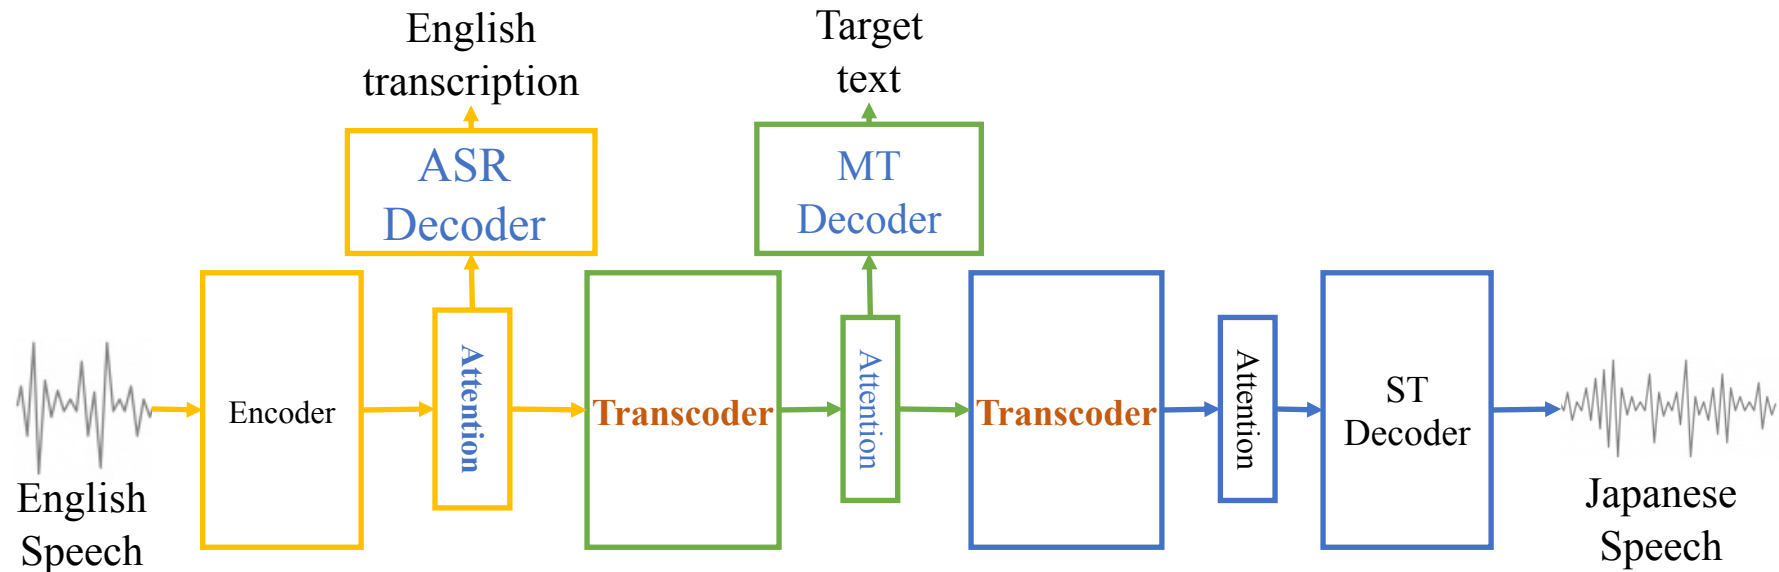 English
transcription
Target
text
ASR
Decoder
MT
Decoder
English
Speech
Encoder
Attention
Transcoder
Attention
Transcoder
Attention
ST
Decoder
Japanese
Speech